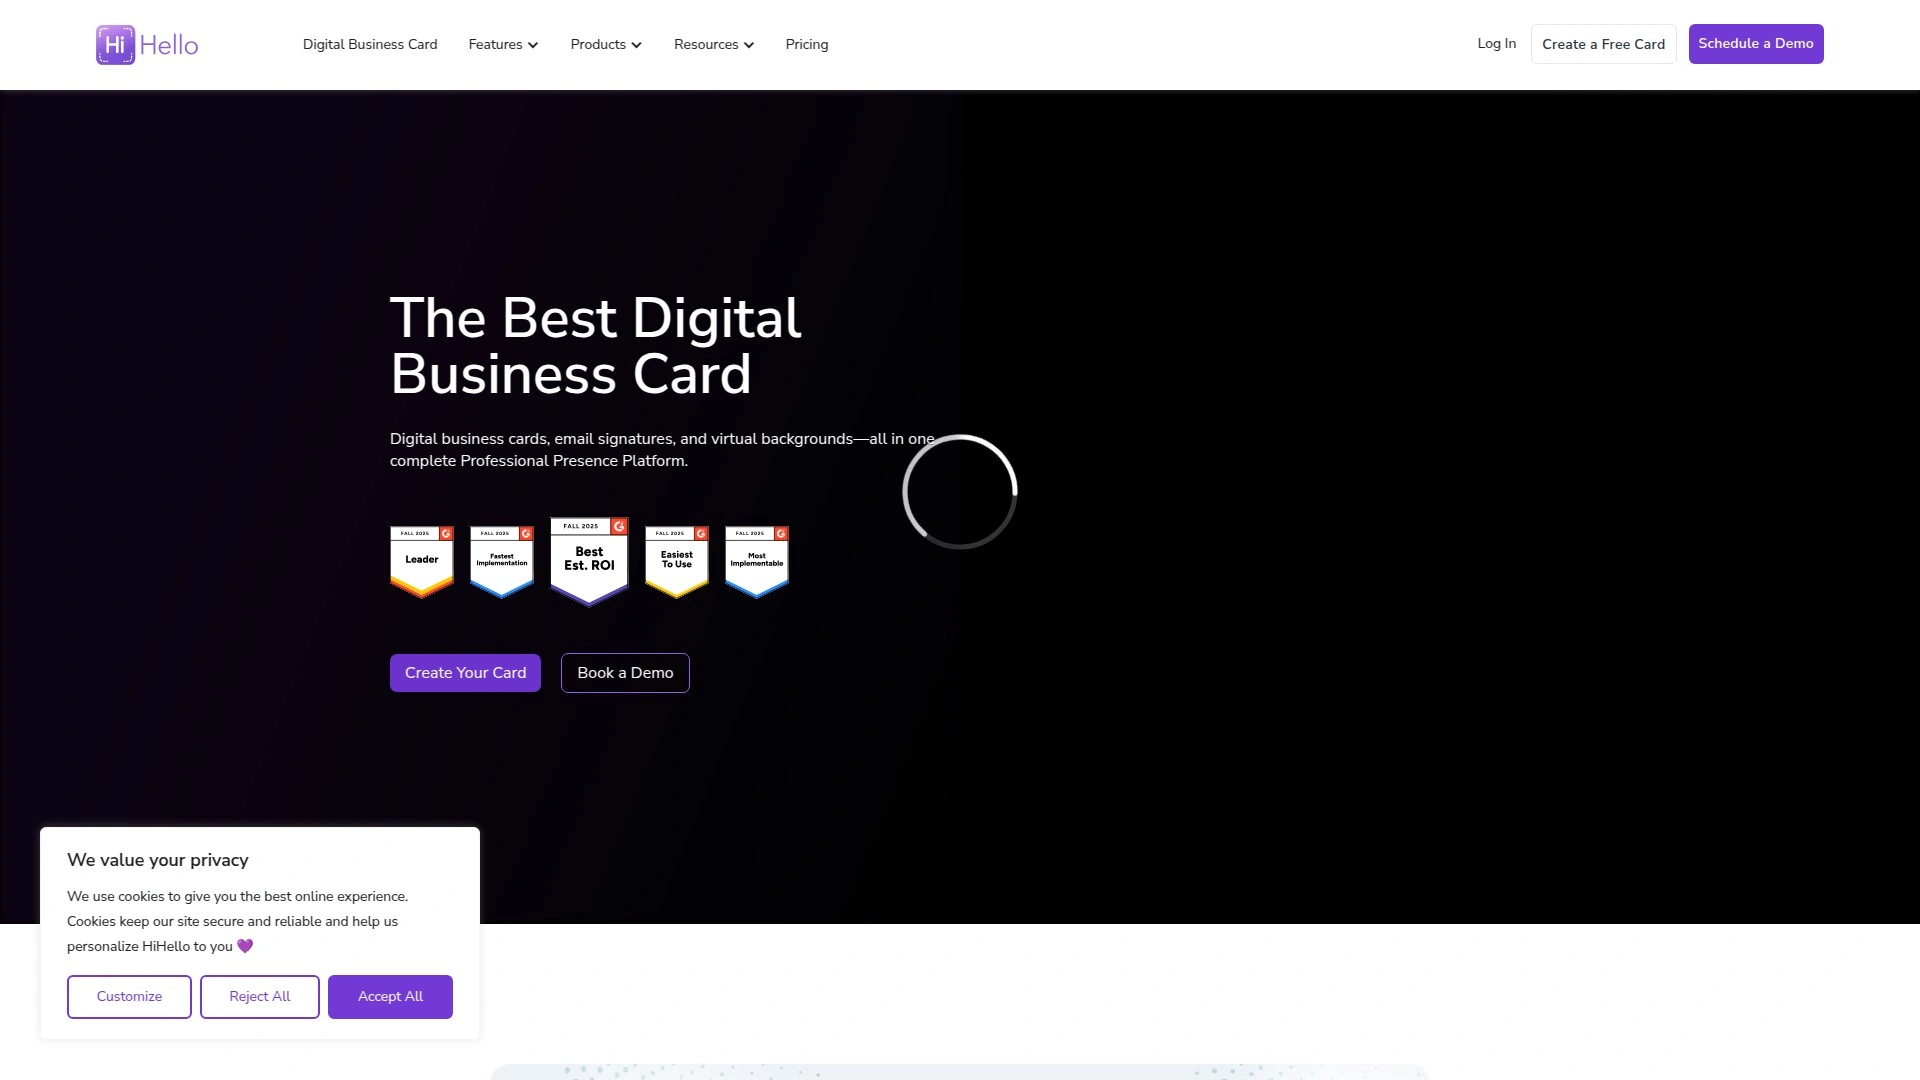 Hi Hello
Digital Business Card
Features
Products
Resources
Pricing
Log In
Create a Free Card
Schedule a Demo
The Best Digital
Business Card
Digital business cards, email signatures, and virtual backgrounds—all in one
complete Professional Presence Platform.
FALL 2025
Leader
FALL 2025
Fastest
Implementation
FALL 2025
Best
Est. ROI
FALL 2025
Easiest
To Use
FALL 2025
Most
Implementable
Create Your Card
Book a Demo
We value your privacy
We use cookies to give you the best online experience.
Cookies keep our site secure and reliable and help us
personalize HiHello to you 💜
Customize
Reject All
Accept All